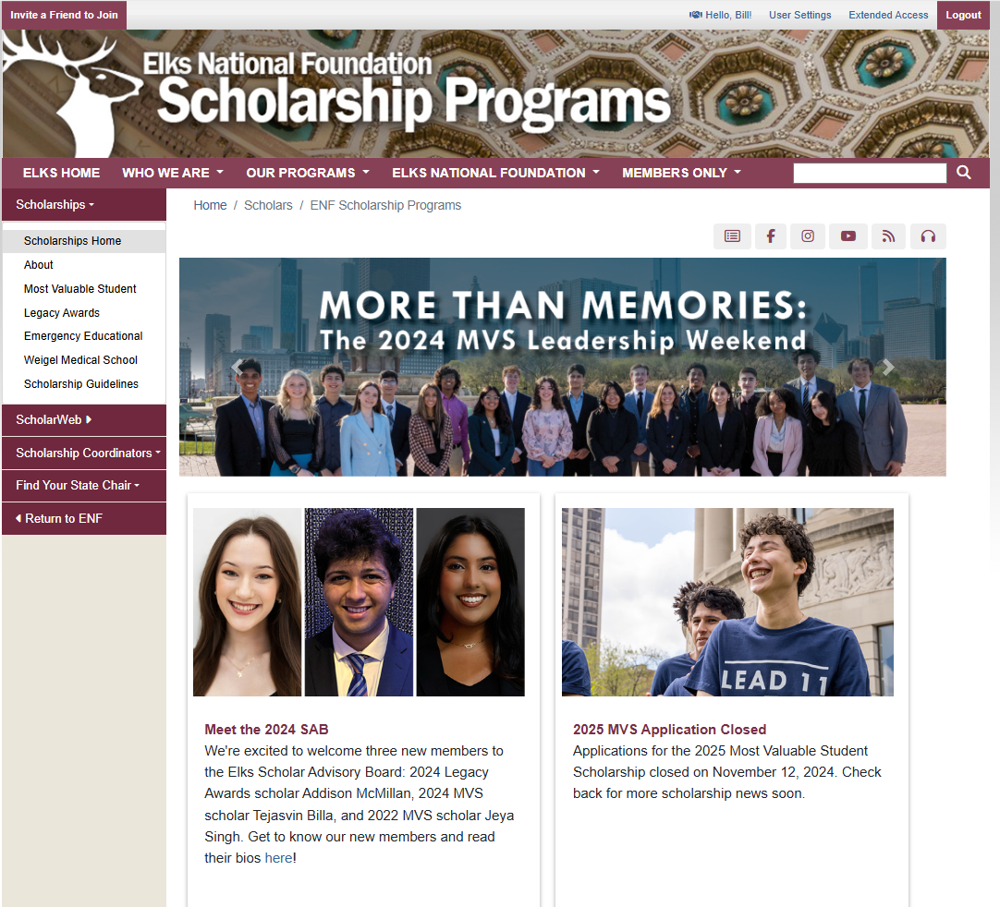 Invite a Friend to Join
Hello, Bill!
User Settings
Extended Access
Logout
Elks National Foundation
Scholarship Programs
ELKS HOME
WHO WE ARE
OUR PROGRAMS
ELKS NATIONAL FOUNDATION
MEMBERS ONLY
Scholarships
Scholarships Home
About
Most Valuable Student
Legacy Awards
Emergency Educational
Weigel Medical School
Scholarship Guidelines
ScholarWeb
Scholarship Coordinators
Find Your State Chair
Return to ENF
Home / Scholars / ENF Scholarship Programs
MORE THAN MEMORIES:
The 2024 MVS Leadership Weekend
Meet the 2024 SAB
We're excited to welcome three new members to
the Elks Scholar Advisory Board: 2024 Legacy
Awards scholar Addison McMillan, 2024 MVS
scholar Tejasvin Billa, and 2022 MVS scholar Jeya
Singh. Get to know our new members and read
their bios here!
LEAD 11
2025 MVS Application Closed
Applications for the 2025 Most Valuable Student
Scholarship closed on November 12, 2024. Check
back for more scholarship news soon.